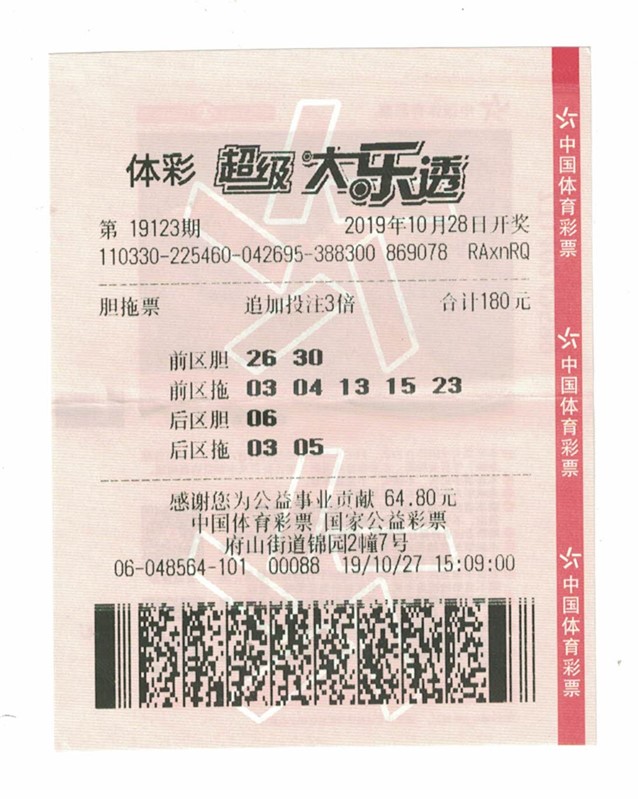 体彩 超级大乐透
第 19123期 2019年10月28日开奖
110330-225460-042695-388300 869078 RAxnRQ
胆拖票 追加投注3倍 合计180元
前区胆 26 30
前区拖 03 04 13 15 23
后区胆 06
后区拖 03 05
感谢您为公益事业贡献 64.80元
中国体育彩票 国家公益彩票
府山街道锦园2幢7号
06-048564-101 00088 19/10/27 15:09:00
中国体育彩票
中国体育彩票
中国体育彩票